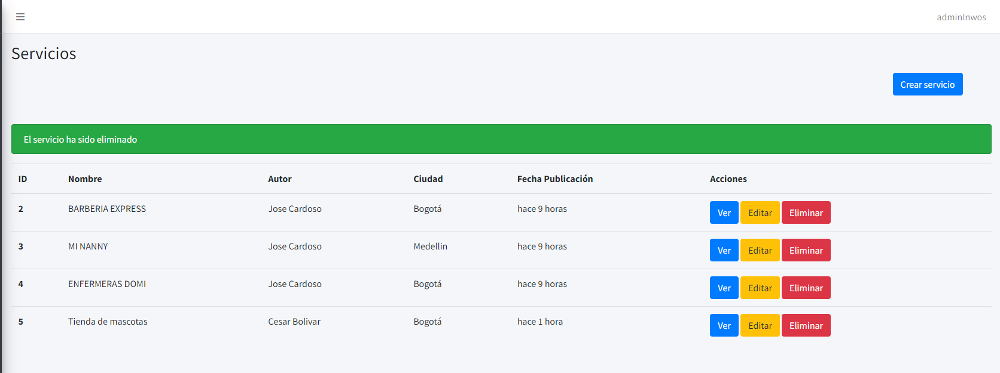 adminInwos
Servicios
Crear servicio
El servicio ha sido eliminado
ID Nombre Autor Ciudad Fecha Publicación Acciones
2 BARBERIA EXPRESS Jose Cardoso Bogotá hace 9 horas Ver Editar Eliminar
3 MI NANNY Jose Cardoso Medellin hace 9 horas Ver Editar Eliminar
4 ENFERMERAS DOMI Jose Cardoso Bogotá hace 9 horas Ver Editar Eliminar
5 Tienda de mascotas Cesar Bolivar Bogotá hace 1 hora Ver Editar Eliminar